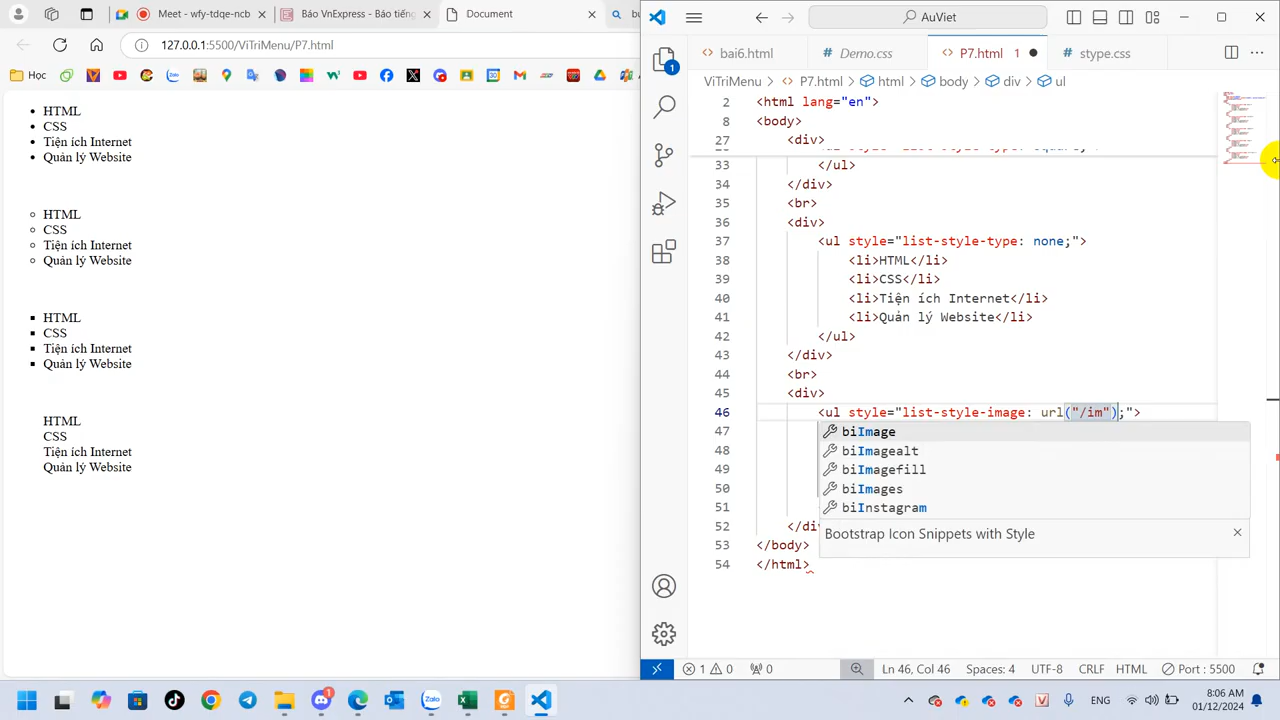 Meet - wfy-tdqe-ncb
Báo VnExpress - Báo tiếng
Document
bu
AuViet
127.0.0.1:5500/ViTriMenu/P7.html
bai6.html
Demo.css
P7.html 1
stype.css
Học
ViTriMenu > P7.html > html > body > div > ul
2 <html lang="en">
8 <body>
27 <div>
33 </ul>
34 </div>
35 <br>
36 <div>
37 <ul style="list-style-type: none;">
38 <li>HTML</li>
39 <li>CSS</li>
40 <li>Tiện ích Internet</li>
41 <li>Quản lý Website</li>
42 </ul>
43 </div>
44 <br>
45 <div>
46 <ul style="list-style-image: url("/im");">
47
48
49
50
51
52 </di
53 </body>
54 </html>
biImage
biImagealt
biImagefill
biImages
biInstagram
Bootstrap Icon Snippets with Style
HTML
CSS
Tiện ích Internet
Quản lý Website
HTML
CSS
Tiện ích Internet
Quản lý Website
HTML
CSS
Tiện ích Internet
Quản lý Website
HTML
CSS
Tiện ích Internet
Quản lý Website
1
1 0 0 Ln 46, Col 46 Spaces: 4 UTF-8 CRLF HTML Port : 5500
ENG
8:06 AM
01/12/2024